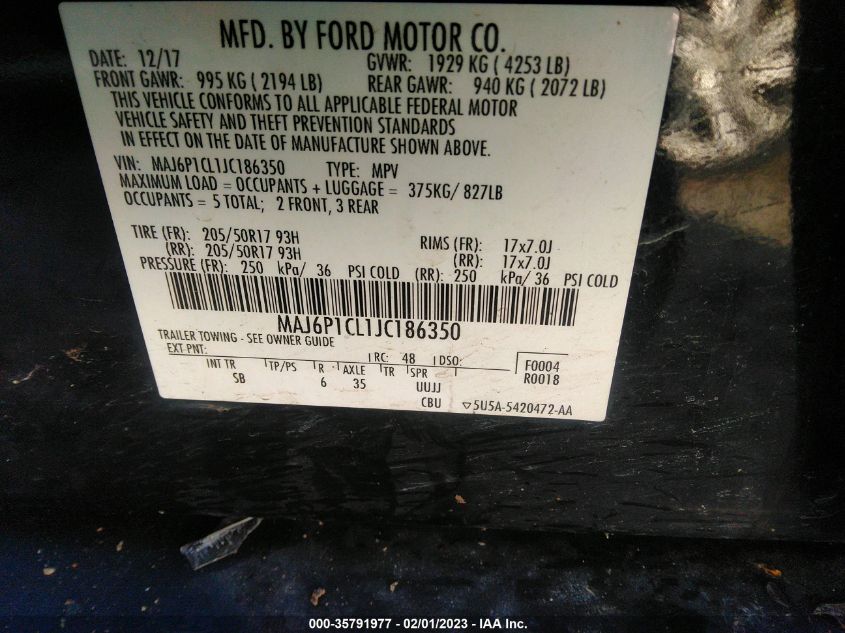 MFD. BY FORD MOTOR CO.
DATE: 12/17 GVWR: 1929 KG ( 4253 LB)
FRONT GAWR: 995 KG ( 2194 LB) REAR GAWR: 940 KG ( 2072 LB)
THIS VEHICLE CONFORMS TO ALL APPLICABLE FEDERAL MOTOR
VEHICLE SAFETY AND THEFT PREVENTION STANDARDS
IN EFFECT ON THE DATE OF MANUFACTURE SHOWN ABOVE.
VIN: MAJ6P1CL1JC186350 TYPE: MPV
MAXIMUM LOAD = OCCUPANTS + LUGGAGE = 375KG/ 827LB
OCCUPANTS = 5 TOTAL; 2 FRONT, 3 REAR
TIRE (FR): 205/50R17 93H RIMS (FR): 17x7.0J
(RR): 205/50R17 93H (RR): 17x7.0J
PRESSURE (FR): 250 kPa/ 36 PSI COLD (RR): 250 kPa/ 36 PSI COLD
MAJ6P1CL1JC186350
TRAILER TOWING - SEE OWNER GUIDE
EXT PNT: RC: 48 DSO: F0004
INT TR TP/PS R AXLE TR SPR R0018
SB 6 35 UUJJ
CBU ▽5U5A-5420472-AA
000-35791977 - 02/01/2023 - IAA Inc.